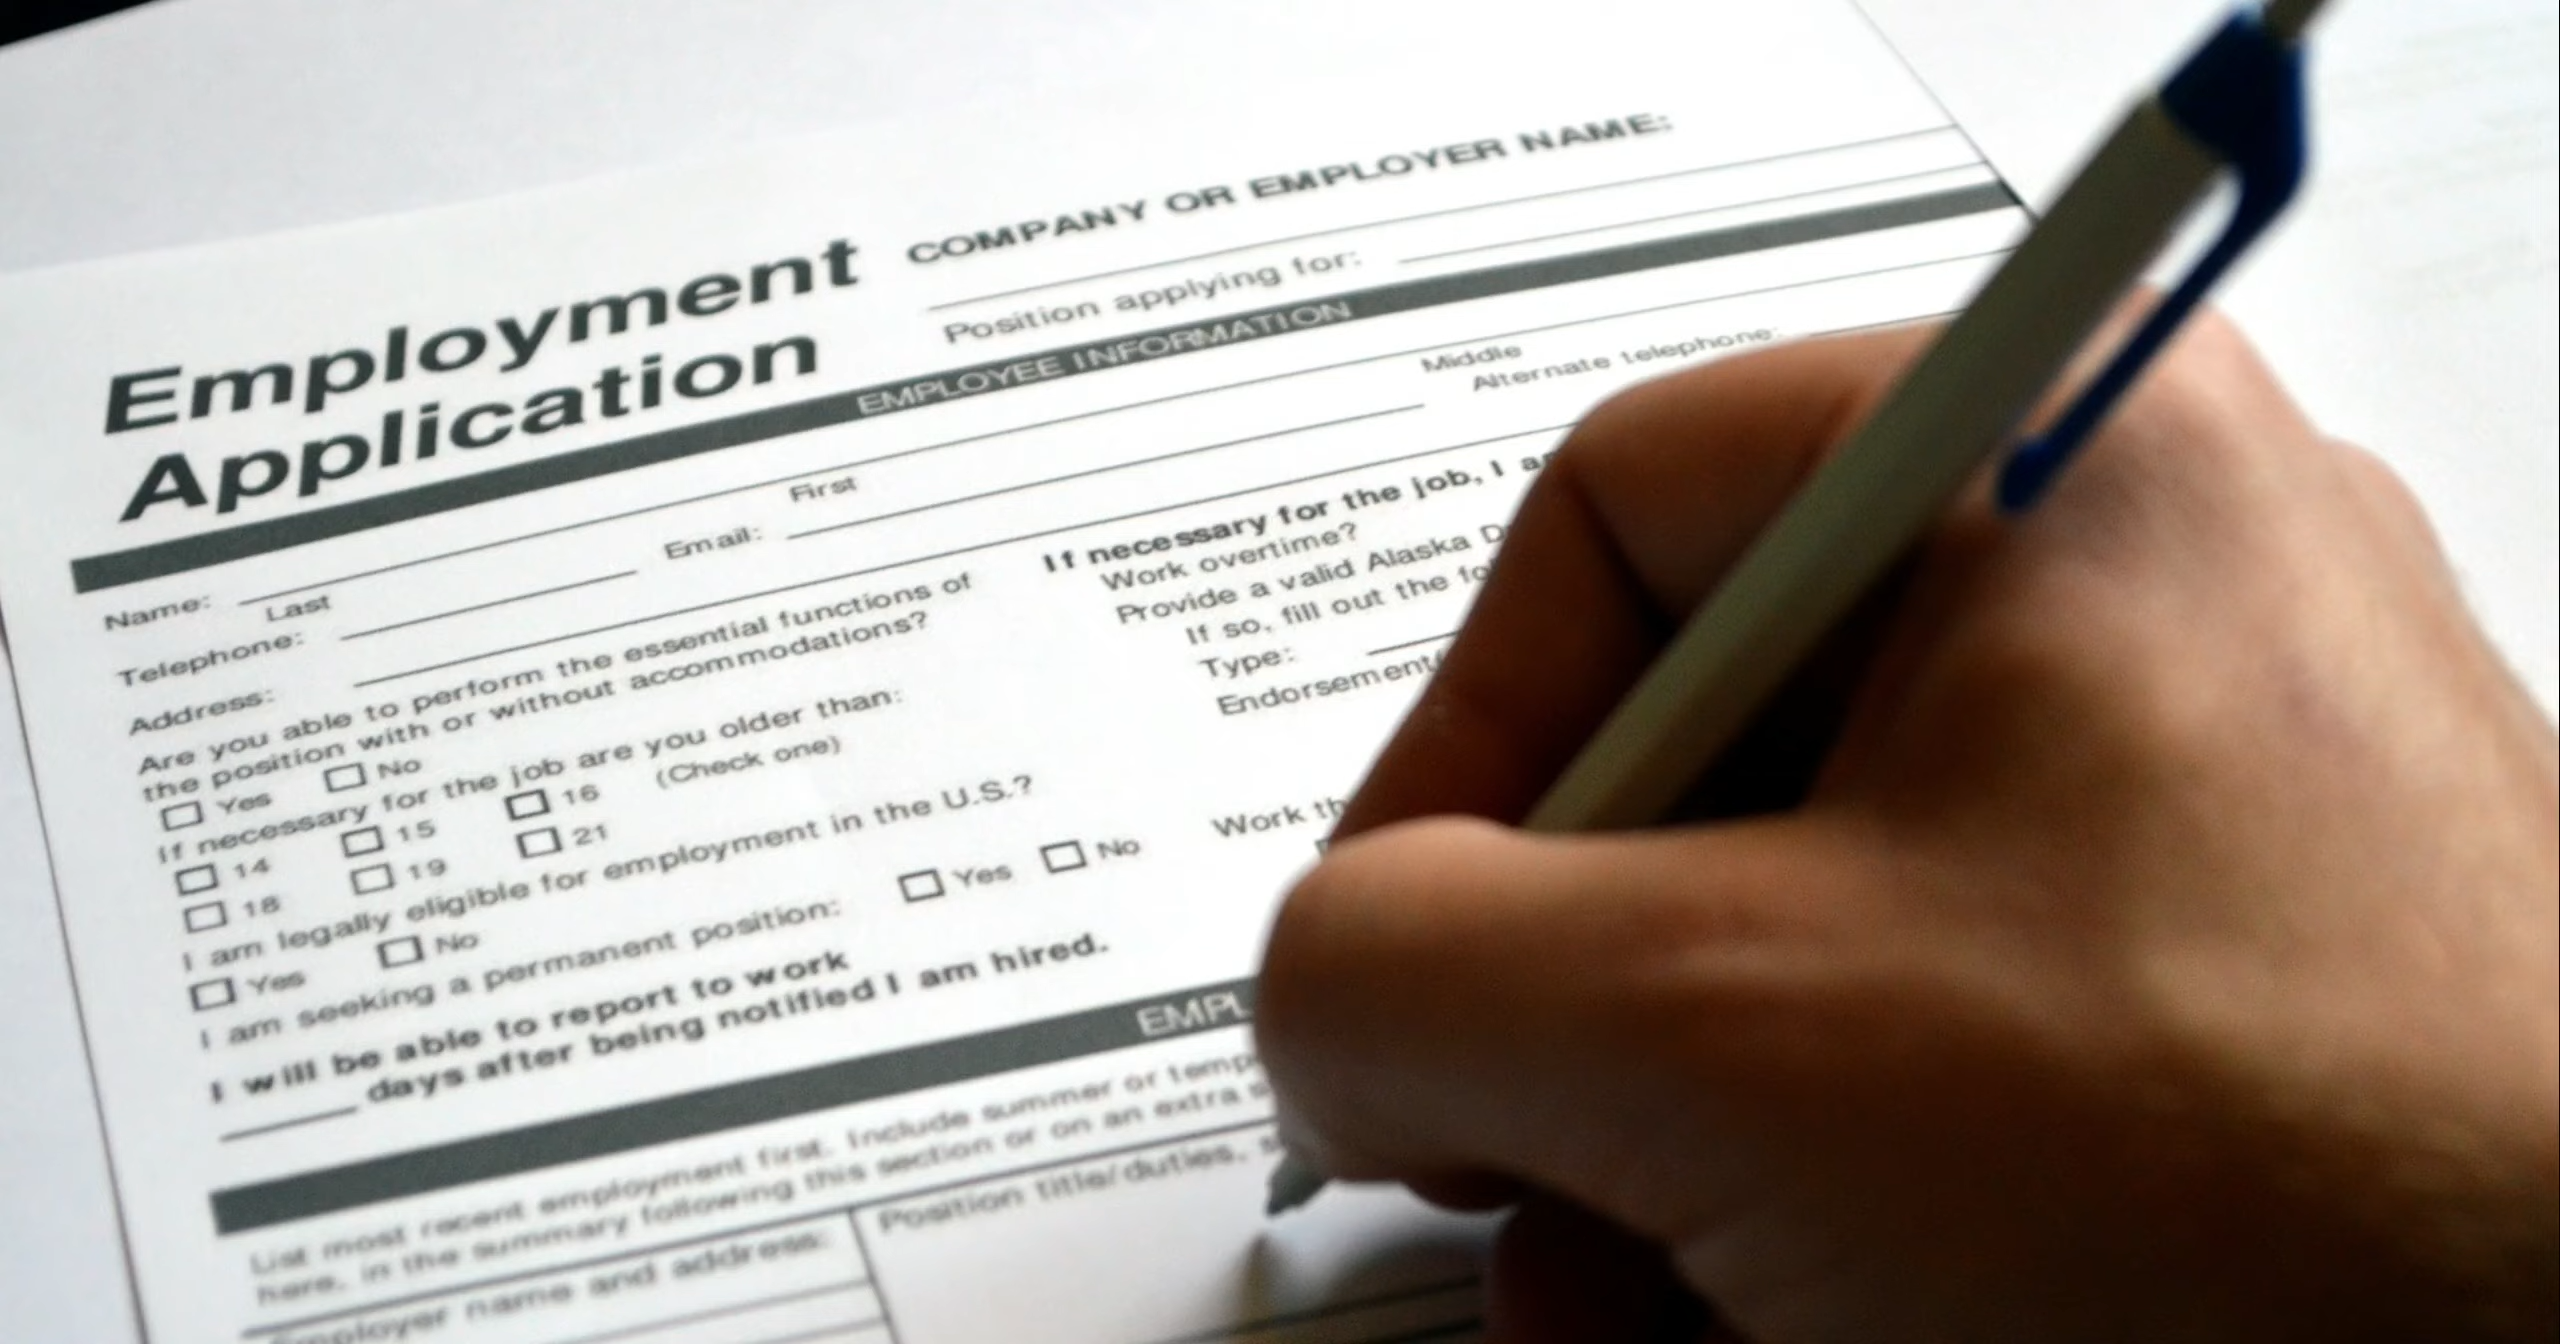 Employment
Application
COMPANY OR EMPLOYER NAME:
Position applying for:
EMPLOYEE INFORMATION
Name:
Last
First
Middle
Telephone:
Email:
Alternate telephone:
Address:
Are you able to perform the essential functions of
the position with or without accommodations?
Yes No
If necessary for the job are you older than:
14 15 16 (Check one)
18 19 21
I am legally eligible for employment in the U.S.?
Yes No
I am seeking a permanent position: Yes No
I will be able to report to work
days after being notified I am hired.
If necessary for the job, I
Work overtime?
Provide a valid Alaska
If so, fill out the
Type:
Endorsement
Work
List most recent employment first. Include summer or
here, in the summary following this section or on an extra
Employer name and address:
Position title/duties,